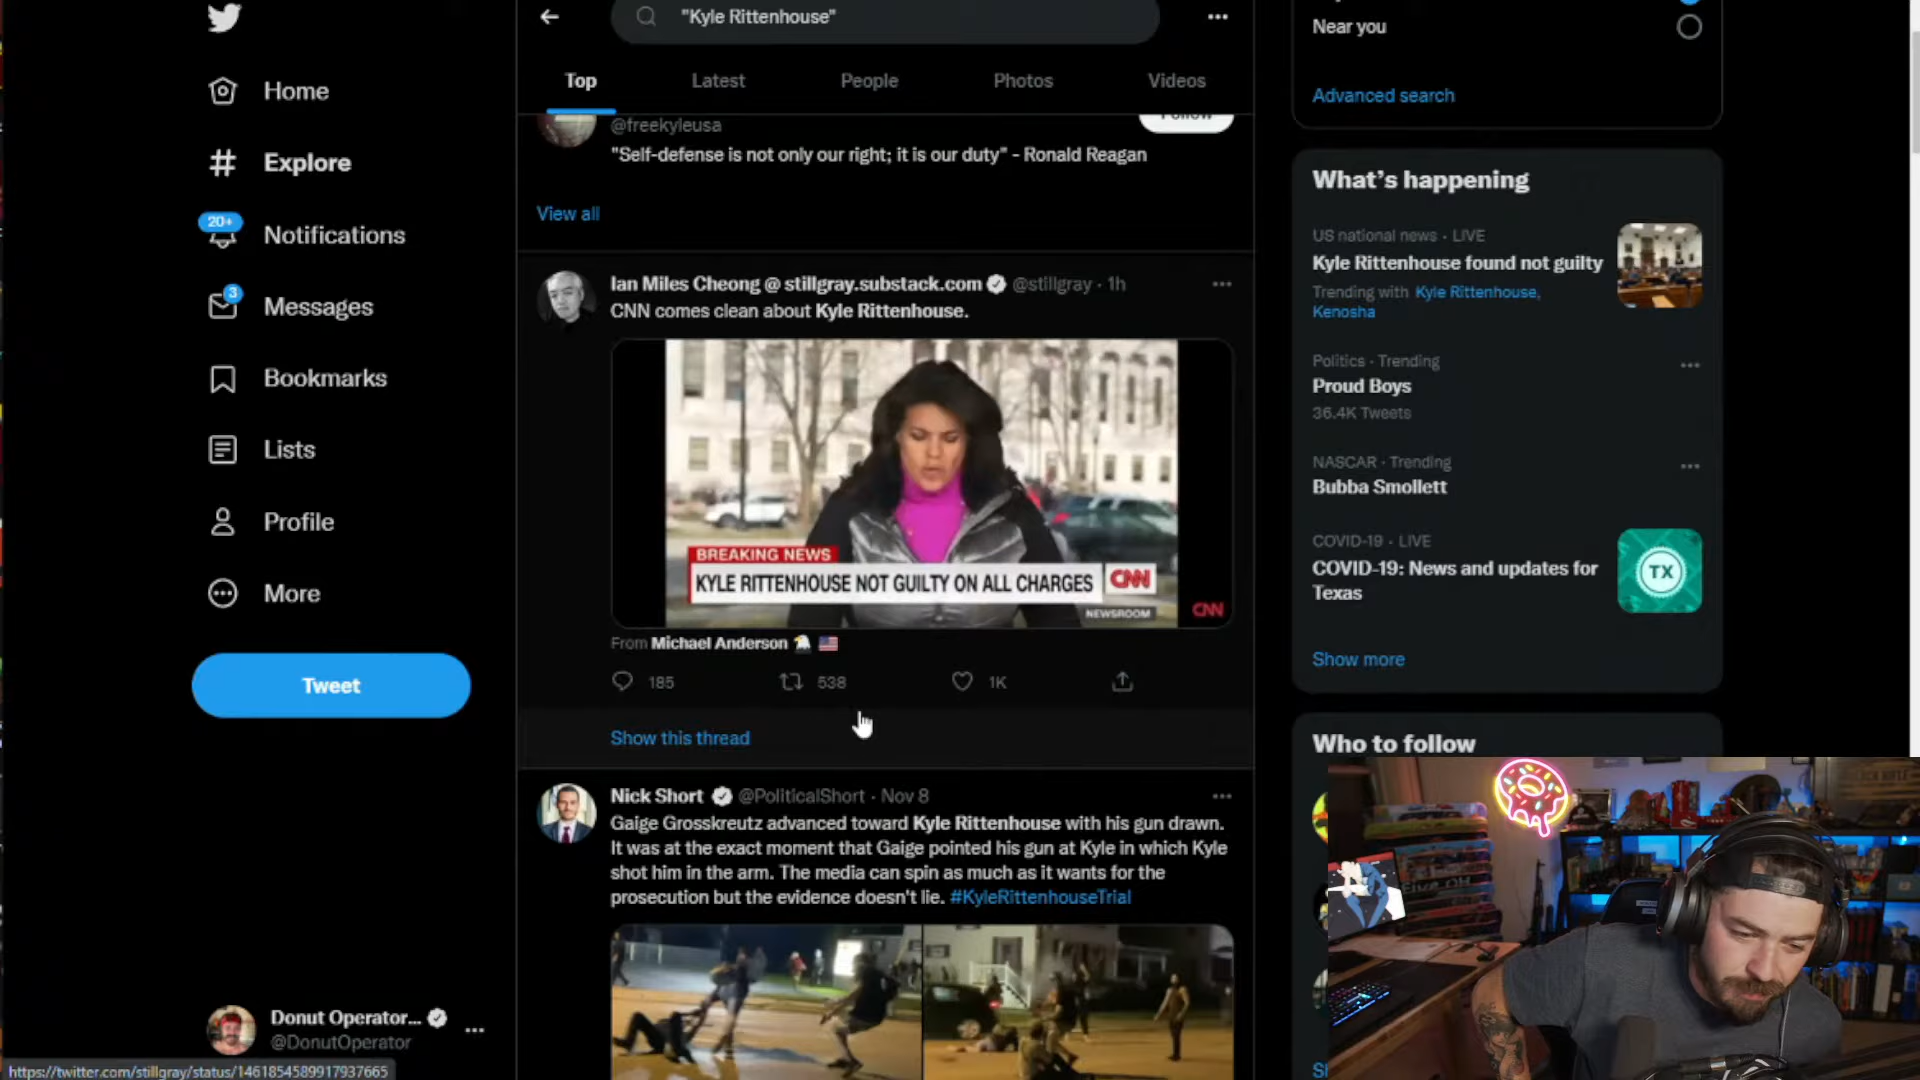 "Kyle Rittenhouse"
Top
Latest
People
Photos
Videos
Home
Explore
20+
Notifications
3
Messages
Bookmarks
Lists
Profile
More
Tweet
Donut Operator...
@DonutOperator
https://twitter.com/stillgray/status/1461854589917937665
@freekyleusa
Follow
"Self-defense is not only our right; it is our duty" - Ronald Reagan
View all
Ian Miles Cheong @ stillgray.substack.com @stillgray · 1h
CNN comes clean about Kyle Rittenhouse.
BREAKING NEWS
KYLE RITTENHOUSE NOT GUILTY ON ALL CHARGES
CNN
NEWSROOM
CNN
From Michael Anderson
185
538
1K
Show this thread
Nick Short @PoliticalShort · Nov 8
Gaige Grosskreutz advanced toward Kyle Rittenhouse with his gun drawn.
It was at the exact moment that Gaige pointed his gun at Kyle in which Kyle
shot him in the arm. The media can spin as much as it wants for the
prosecution but the evidence doesn't lie. #KyleRittenhouseTrial
Near you
Advanced search
What's happening
US national news · LIVE
Kyle Rittenhouse found not guilty
Trending with Kyle Rittenhouse,
Kenosha
Politics · Trending
Proud Boys
36.4K Tweets
NASCAR · Trending
Bubba Smollett
COVID-19 · LIVE
COVID-19: News and updates for
Texas
TX
Show more
Who to follow